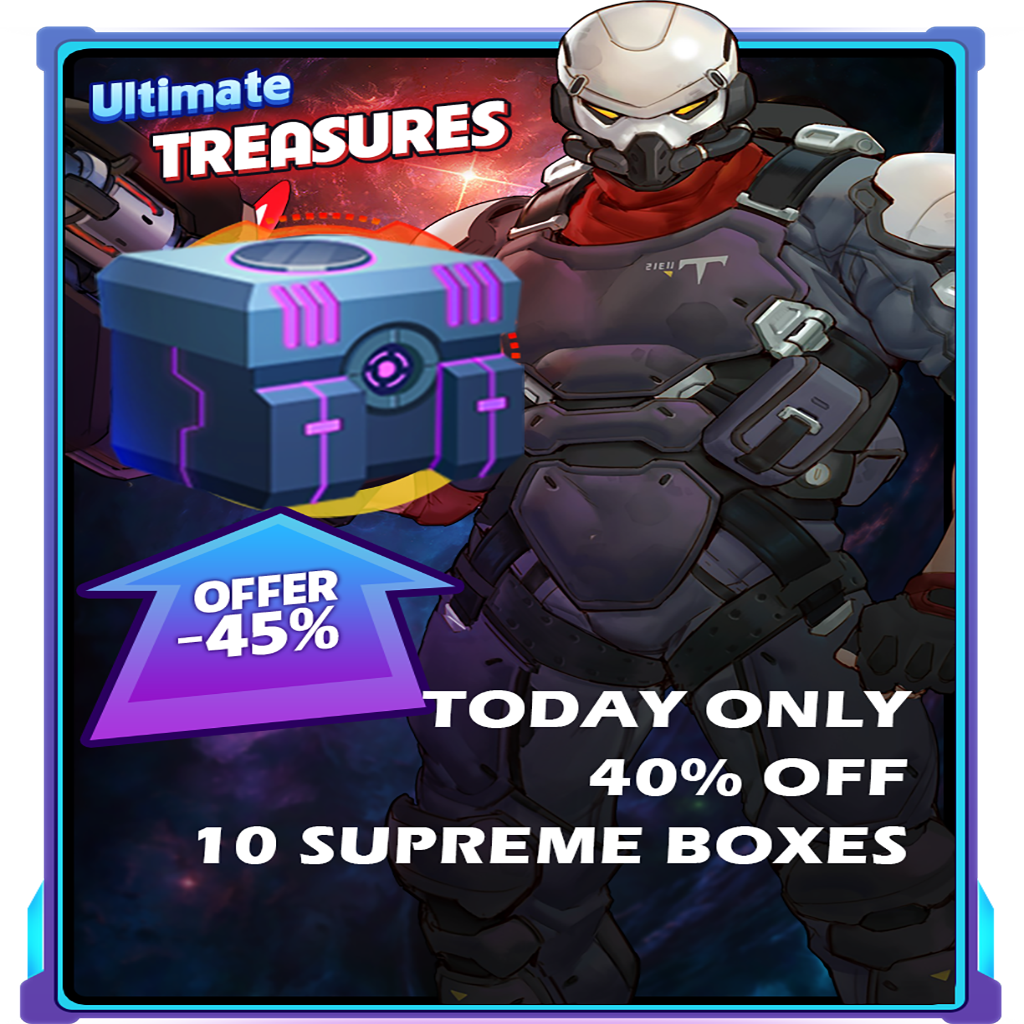 Ultimate
TREASURES
OFFER
-45%
TODAY ONLY
40% OFF
10 SUPREME BOXES